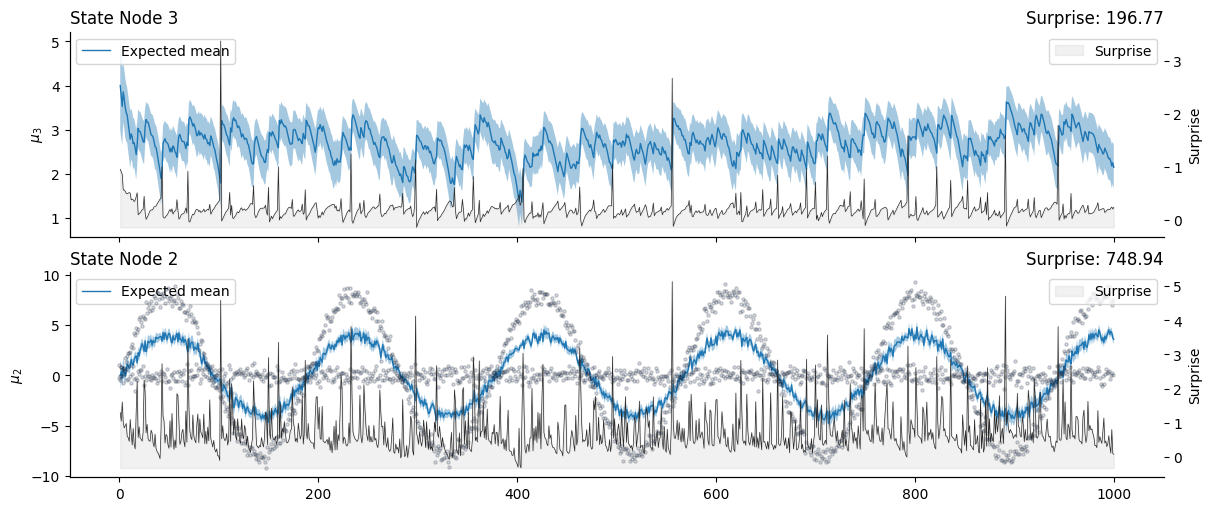 State Node 3
Surprise: 196.77
Expected mean
Surprise
5
4
3
2
1
μ3
3
2
1
0
Surprise
State Node 2
Surprise: 748.94
Expected mean
Surprise
10
5
0
−5
−10
μ2
5
4
3
2
1
0
Surprise
0
200
400
600
800
1000